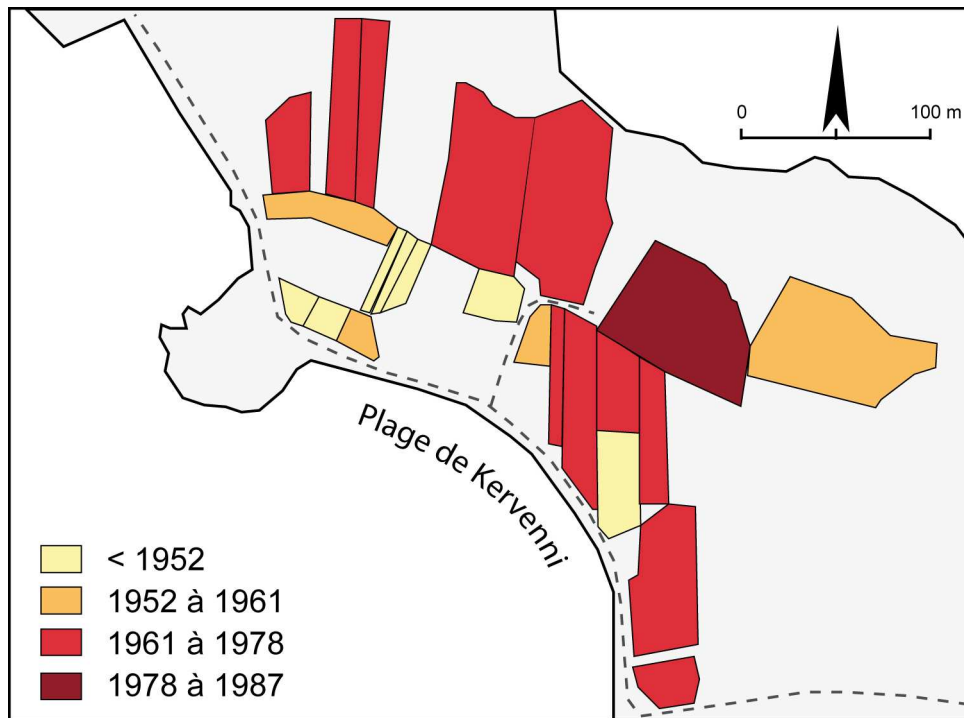 0 100 m
Plage de Kervenni
< 1952
1952 à 1961
1961 à 1978
1978 à 1987